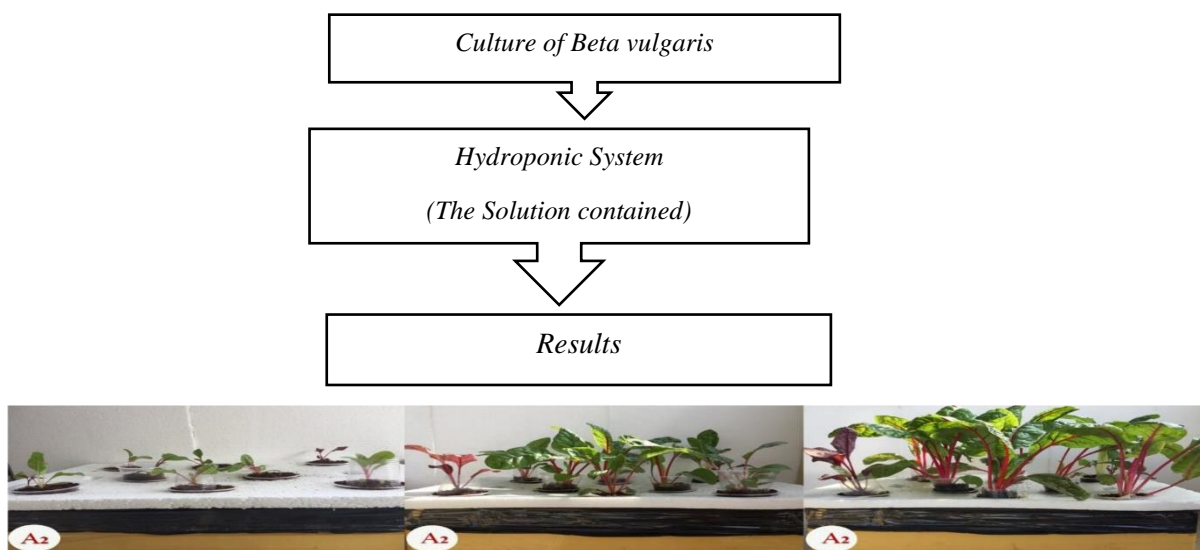 Culture of Beta vulgaris
Hydroponic System
(The Solution contained)
Results
A2
A2
A2